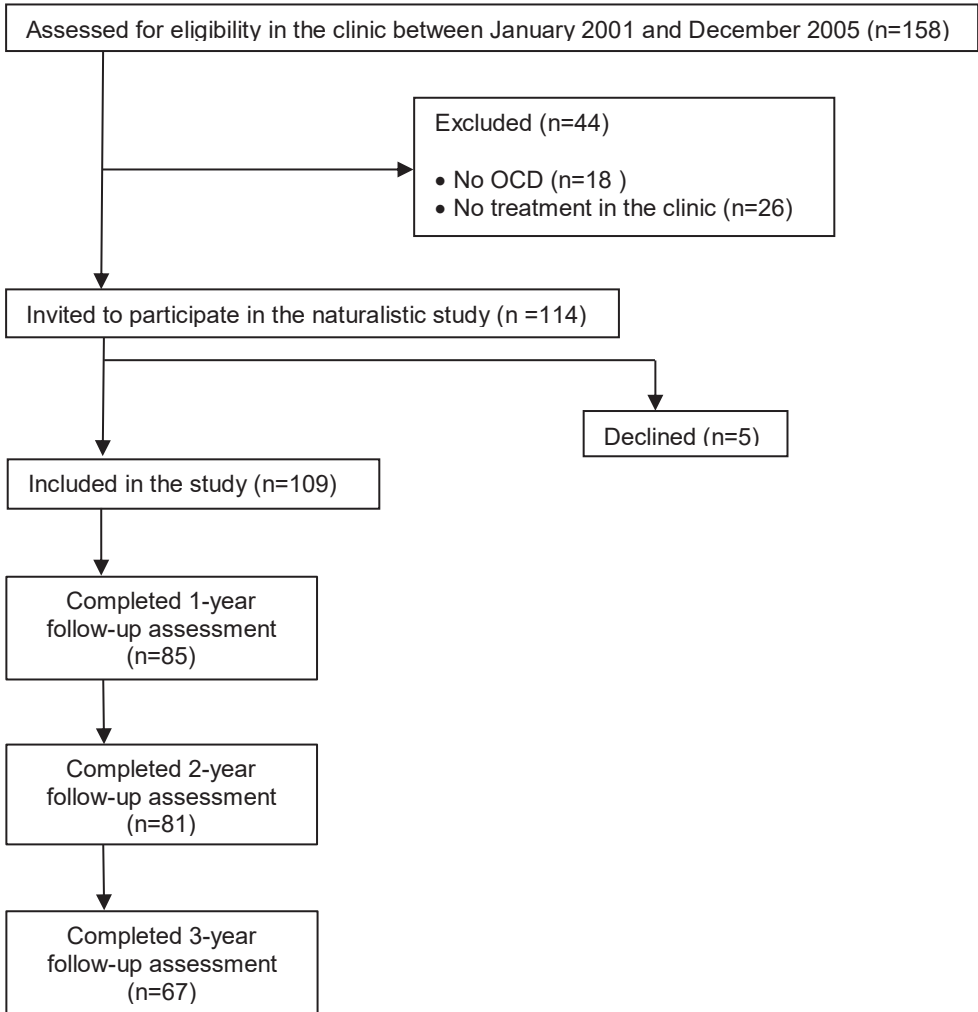 Assessed for eligibility in the clinic between January 2001 and December 2005 (n=158)
Excluded (n=44)
• No OCD (n=18 )
• No treatment in the clinic (n=26)
Invited to participate in the naturalistic study (n =114)
Declined (n=5)
Included in the study (n=109)
Completed 1-year
follow-up assessment
(n=85)
Completed 2-year
follow-up assessment
(n=81)
Completed 3-year
follow-up assessment
(n=67)